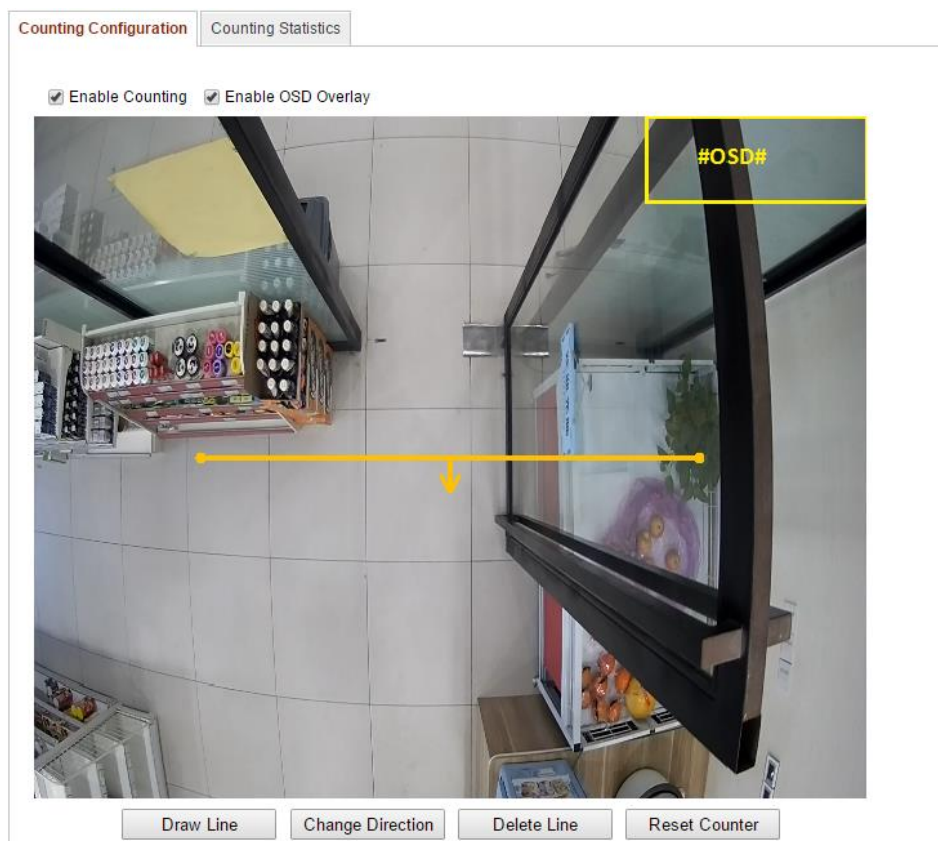 Counting Configuration
Counting Statistics
Enable Counting
Enable OSD Overlay
#OSD#
Draw Line
Change Direction
Delete Line
Reset Counter